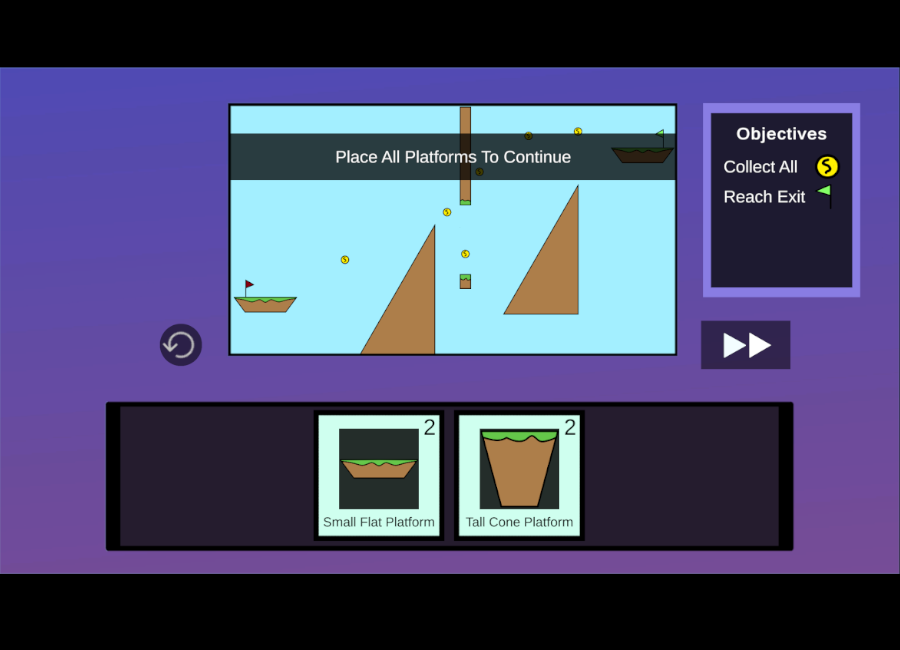 Place All Platforms To Continue
Objectives
Collect All
Reach Exit
2
2
Small Flat Platform
Tall Cone Platform